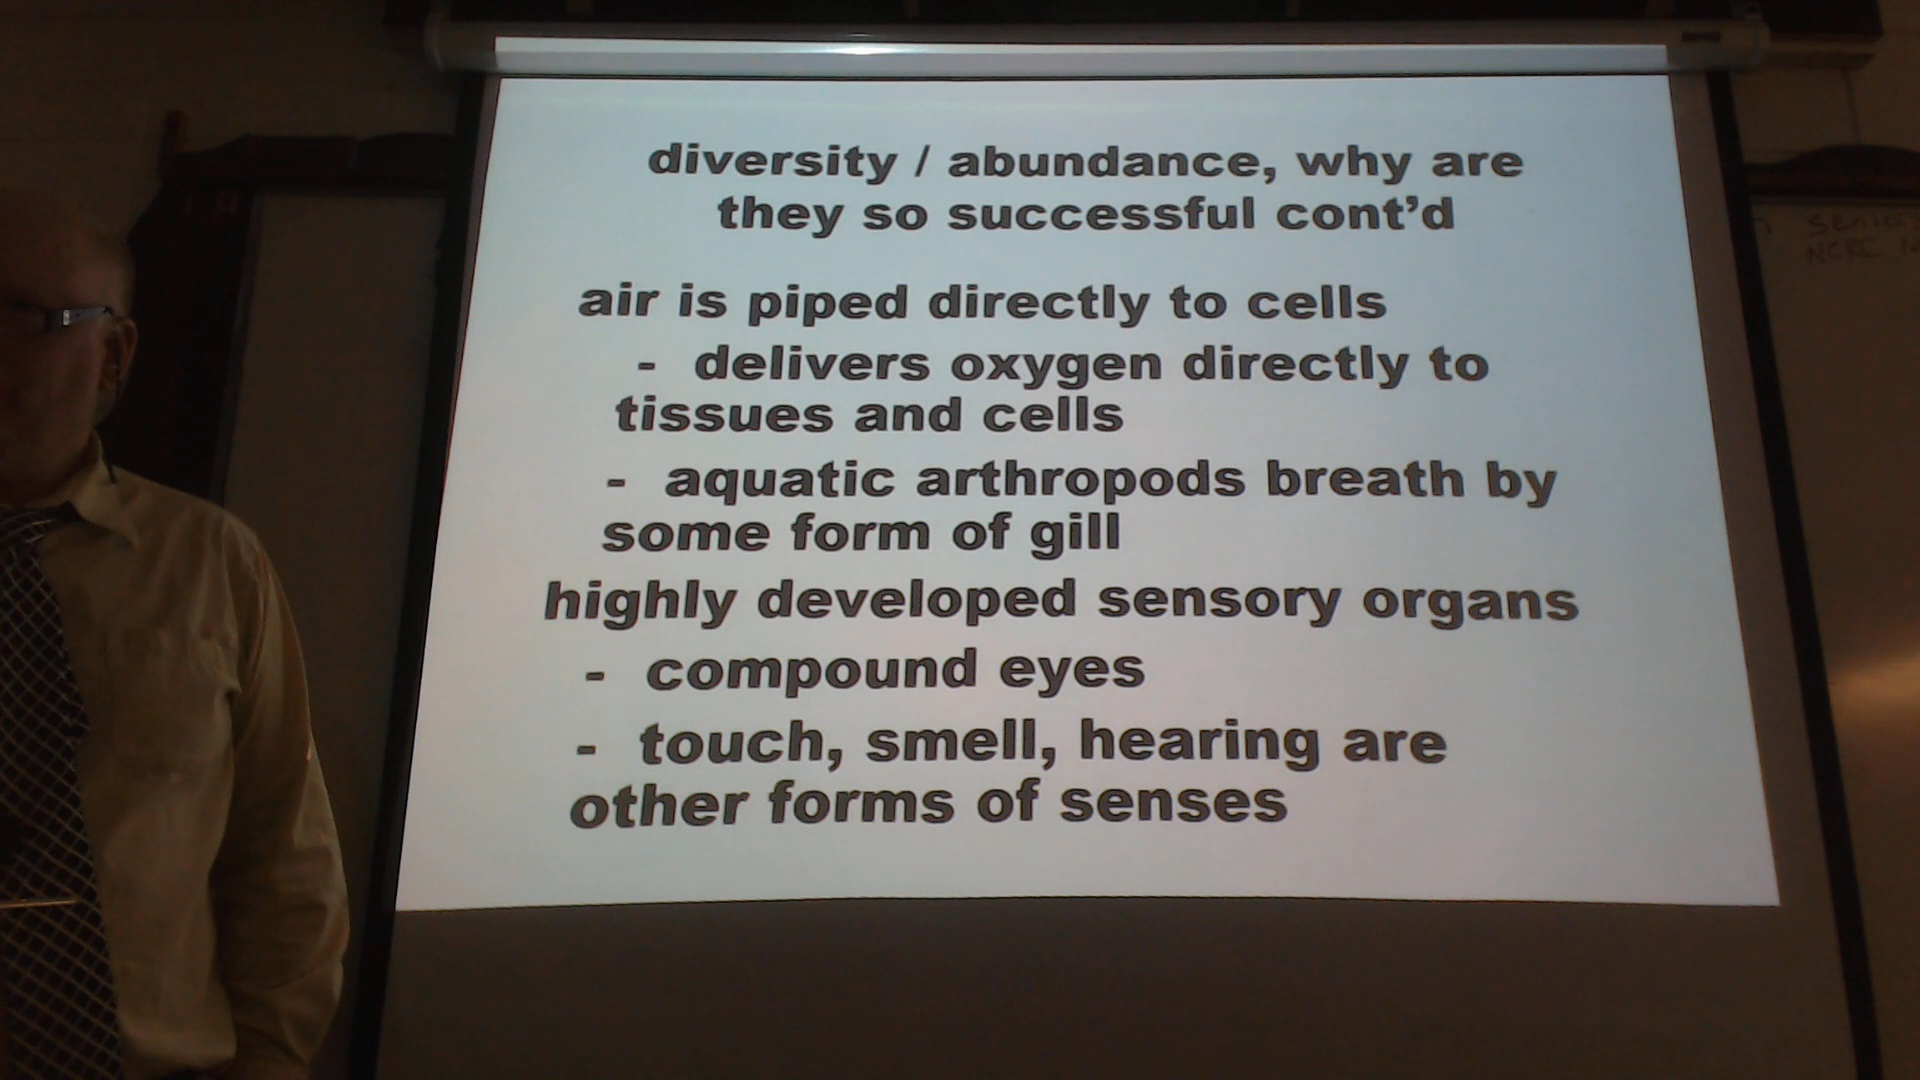 diversity / abundance, why are
they so successful cont’d
air is piped directly to cells
- delivers oxygen directly to
tissues and cells
- aquatic arthropods breath by
some form of gill
highly developed sensory organs
- compound eyes
- touch, smell, hearing are
other forms of senses
NCRC